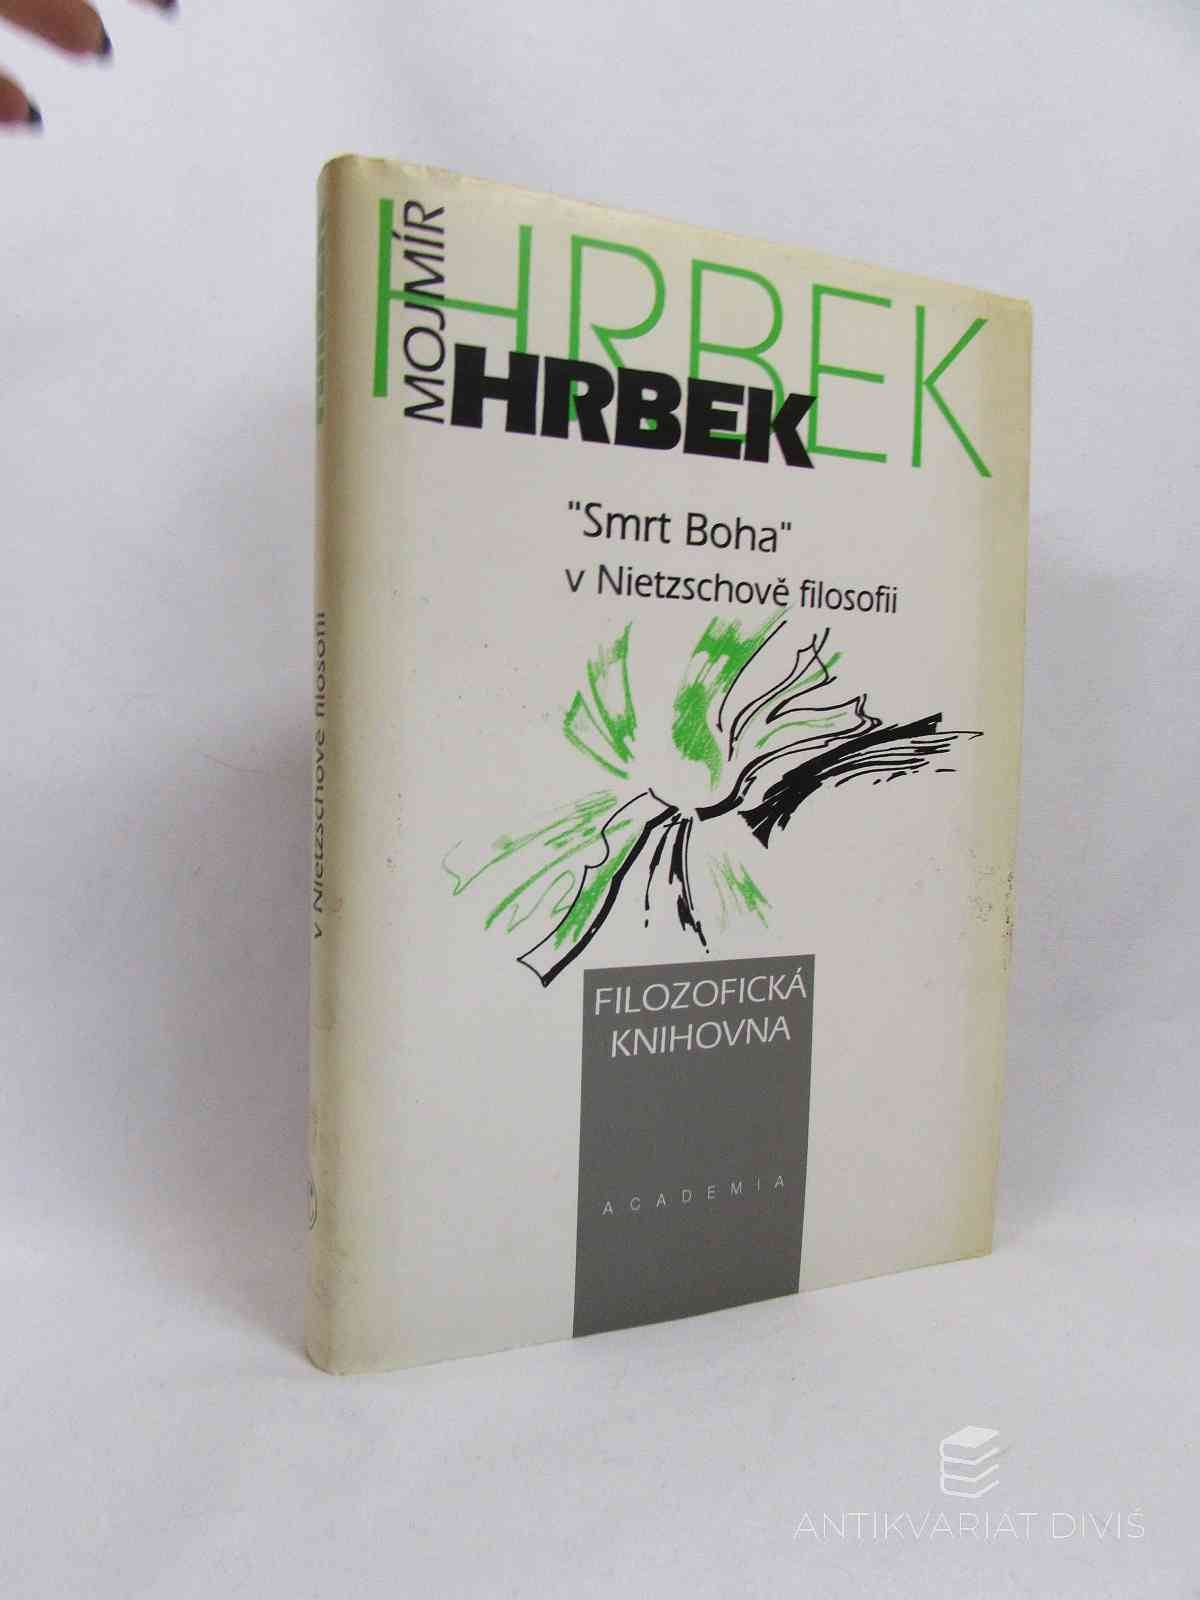 HRBEK
MOJMÍR
HRBEK
"Smrt Boha"
v Nietzschově filosofii
FILOZOFICKÁ
KNIHOVNA
ACADEMIA
v Nietzschově filosofii
ANTIKVARIÁT DIVIŠ